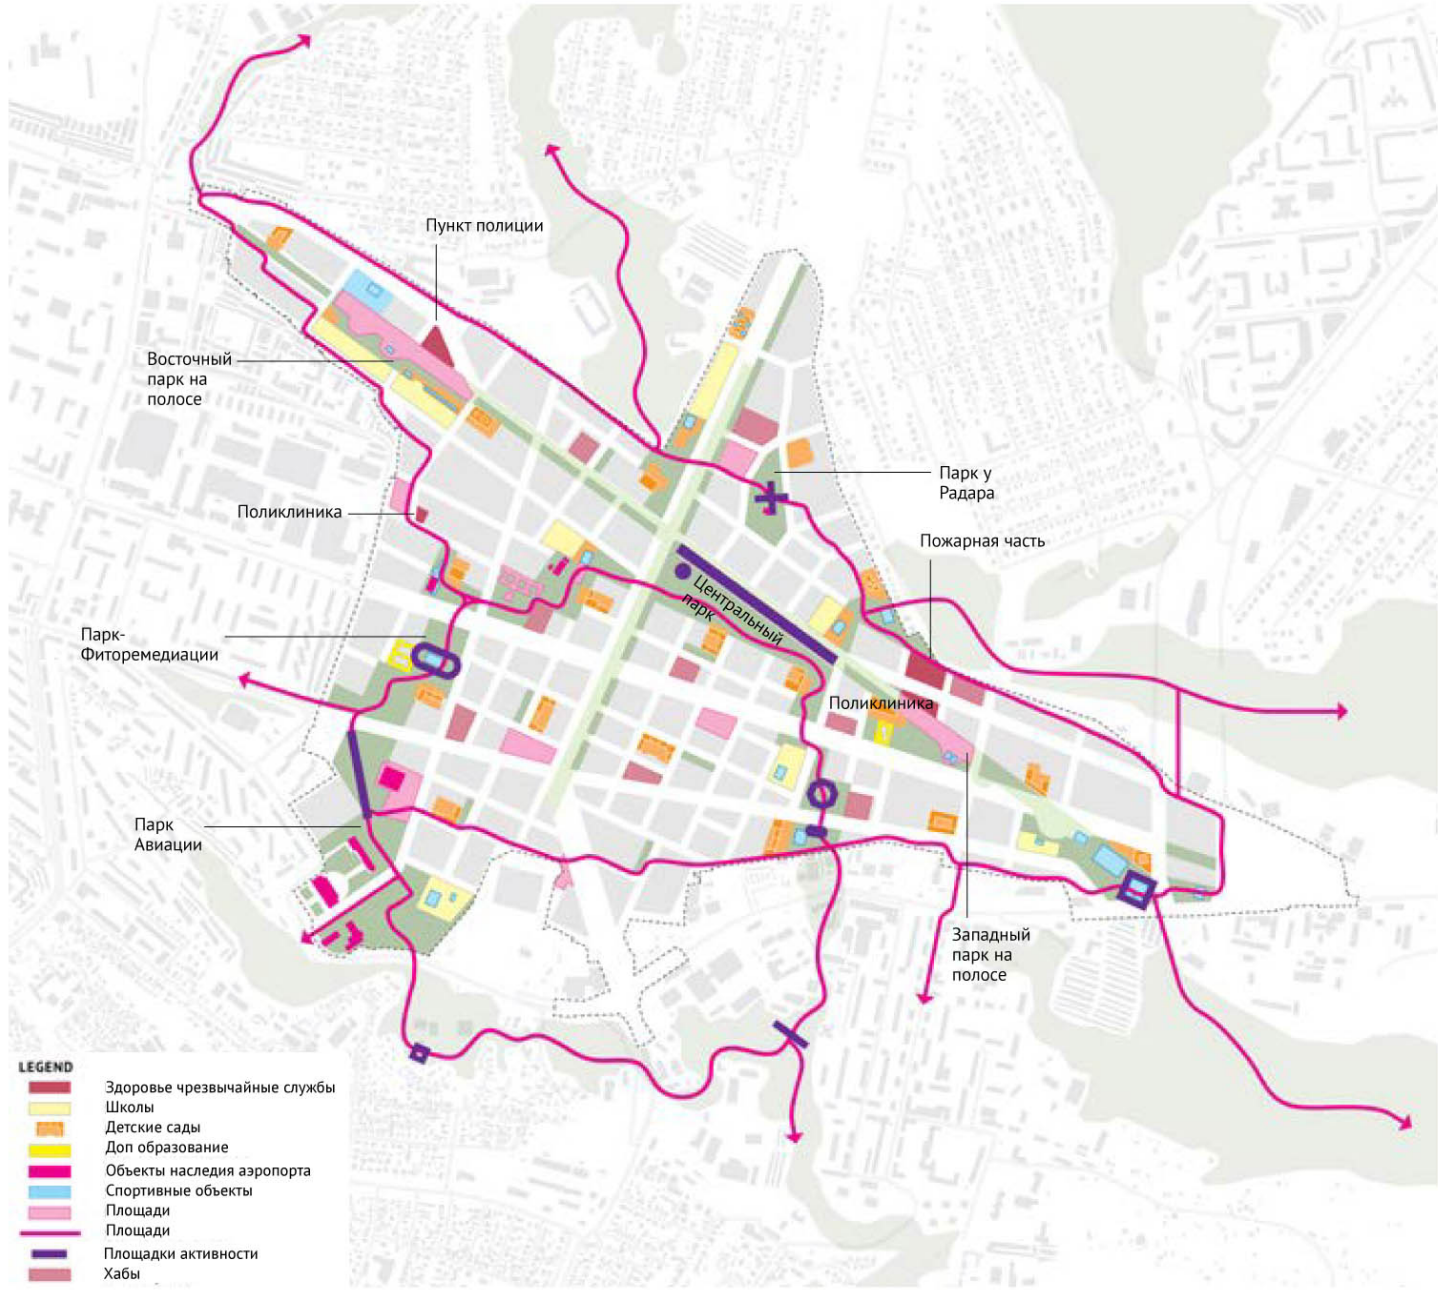 Пункт полиции
Восточный
парк на
полосе
Парк у
Радара
Поликлиника
Пожарная часть
Центральный
парк
Парк-
Фиторемедиации
Поликлиника
Парк
Авиации
Западный
парк на
полосе
LEGEND
Здоровье чрезвычайные службы
Школы
Детские сады
Доп образование
Объекты наследия аэропорта
Спортивные объекты
Площади
Площади
Площадки активности
Хабы